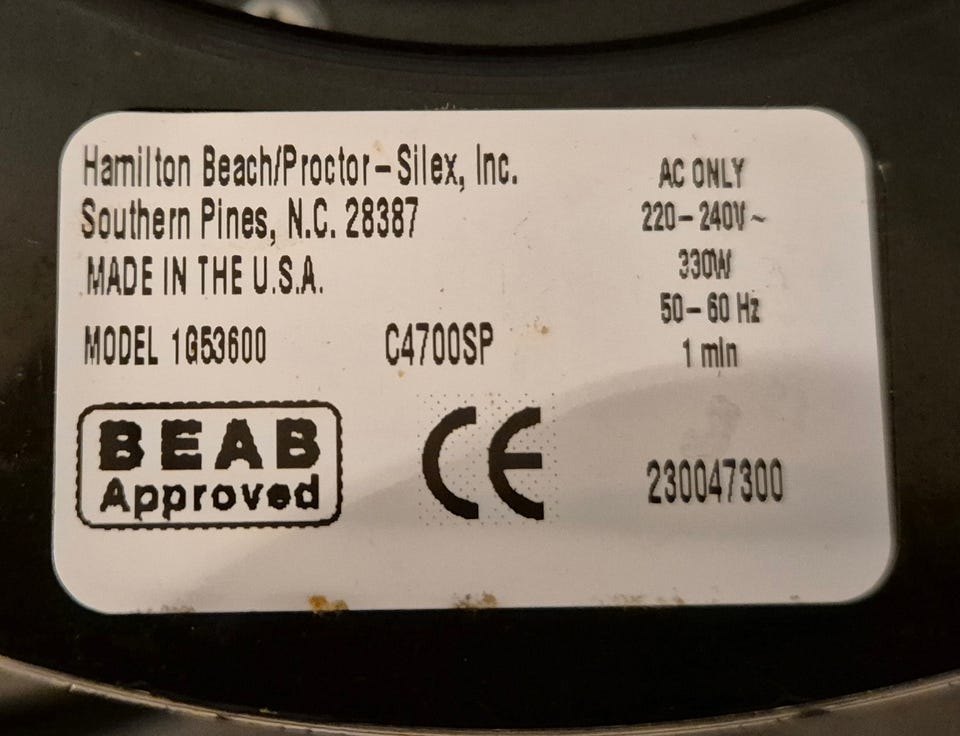 Hamilton Beach/Proctor-Silex, Inc.
Southern Pines, N.C. 28387
MADE IN THE U.S.A.
MODEL 1G53600 C4700SP
BEAB
Approved
CE
AC ONLY
220-240V~
330W
50-60 Hz
1 min
230047300